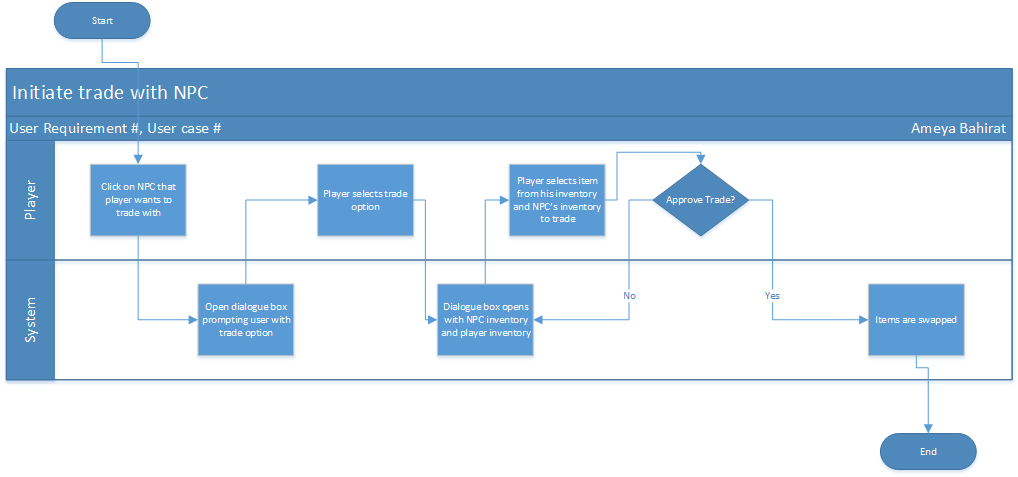 Start
Initiate trade with NPC
User Requirement #, User case #
Ameya Bahirat
Player
Click on NPC that
player wants to
trade with
Player selects trade
option
Player selects item
from his inventory
and NPC's inventory
to trade
Approve Trade?
System
Open dialogue box
prompting user with
trade option
Dialogue box opens
with NPC inventory
and player inventory
No
Yes
Items are swapped
End